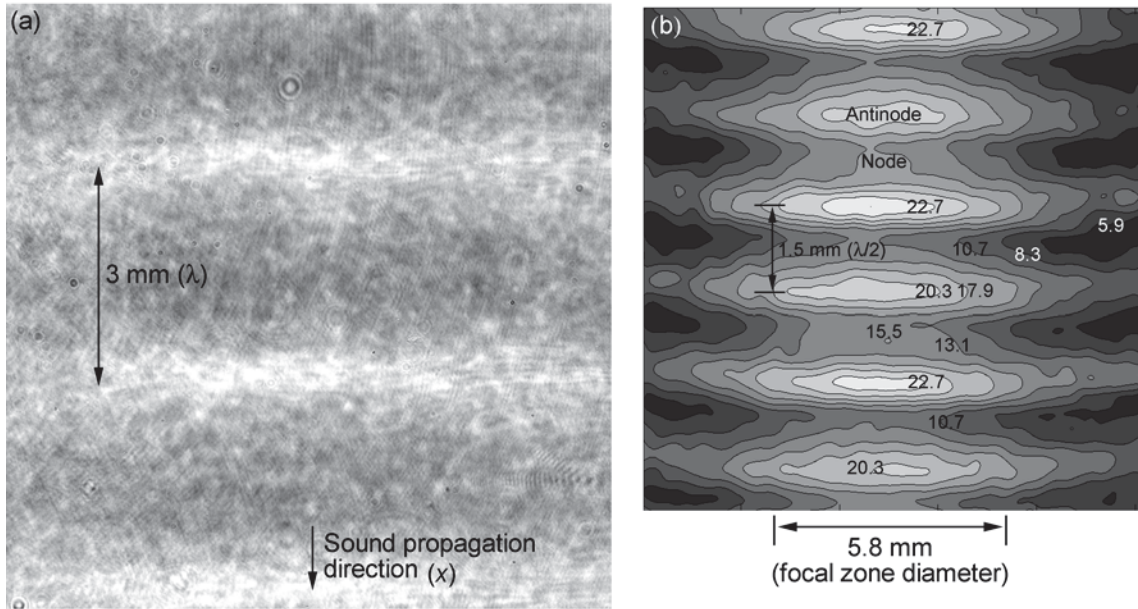 (a)
3 mm (λ)
Sound propagation
direction (x)
(b)
22.7
Antinode
Node
22.7
5.9
1.5 mm (λ/2)
10.7
8.3
20.3 17.9
15.5
13.1
22.7
10.7
20.3
5.8 mm
(focal zone diameter)